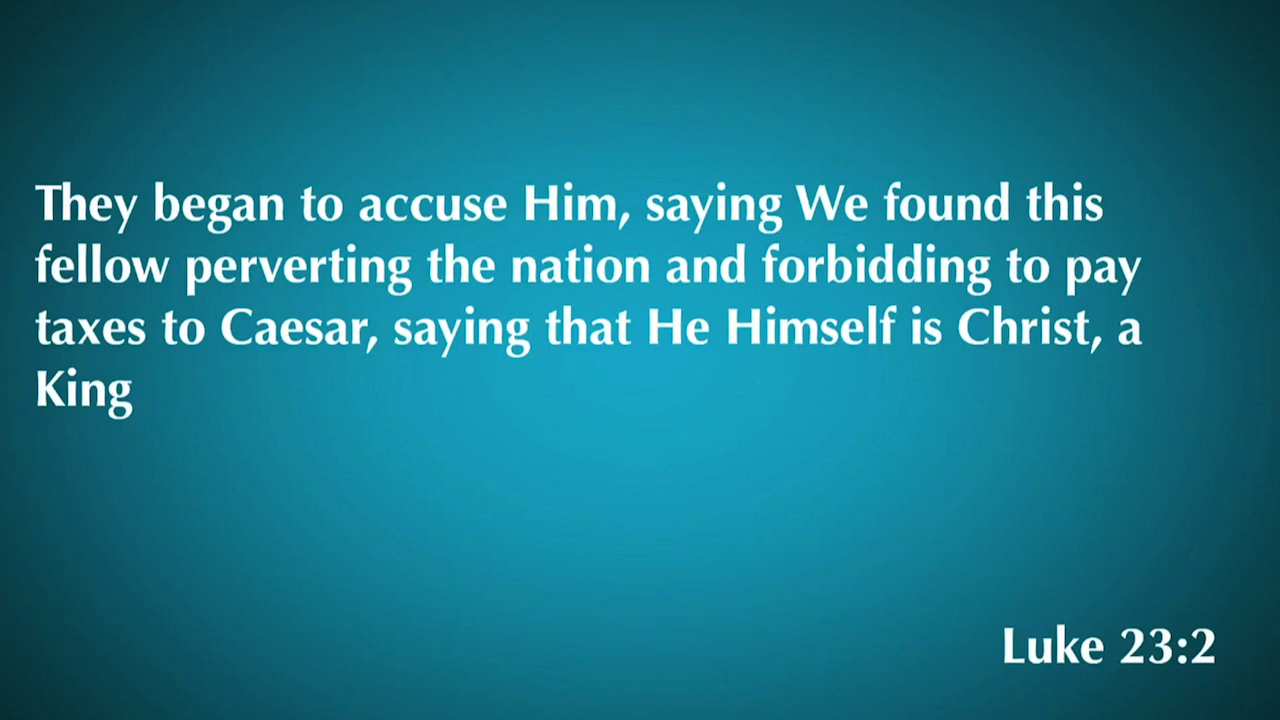 They began to accuse Him, saying We found this
fellow perverting the nation and forbidding to pay
taxes to Caesar, saying that He Himself is Christ, a
King
Luke 23:2